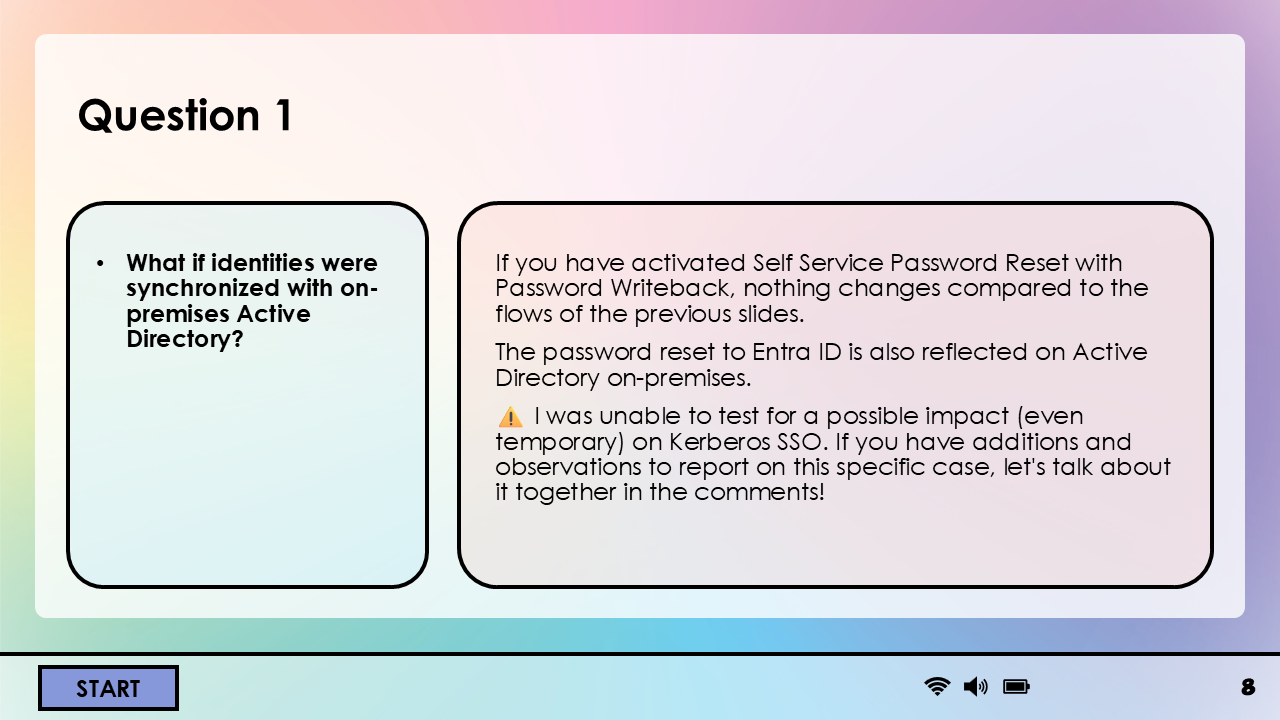 Question 1
• What if identities were
synchronized with on-
premises Active
Directory?
If you have activated Self Service Password Reset with
Password Writeback, nothing changes compared to the
flows of the previous slides.
The password reset to Entra ID is also reflected on Active
Directory on-premises.
⚠️ I was unable to test for a possible impact (even
temporary) on Kerberos SSO. If you have additions and
observations to report on this specific case, let's talk about
it together in the comments!
START
8